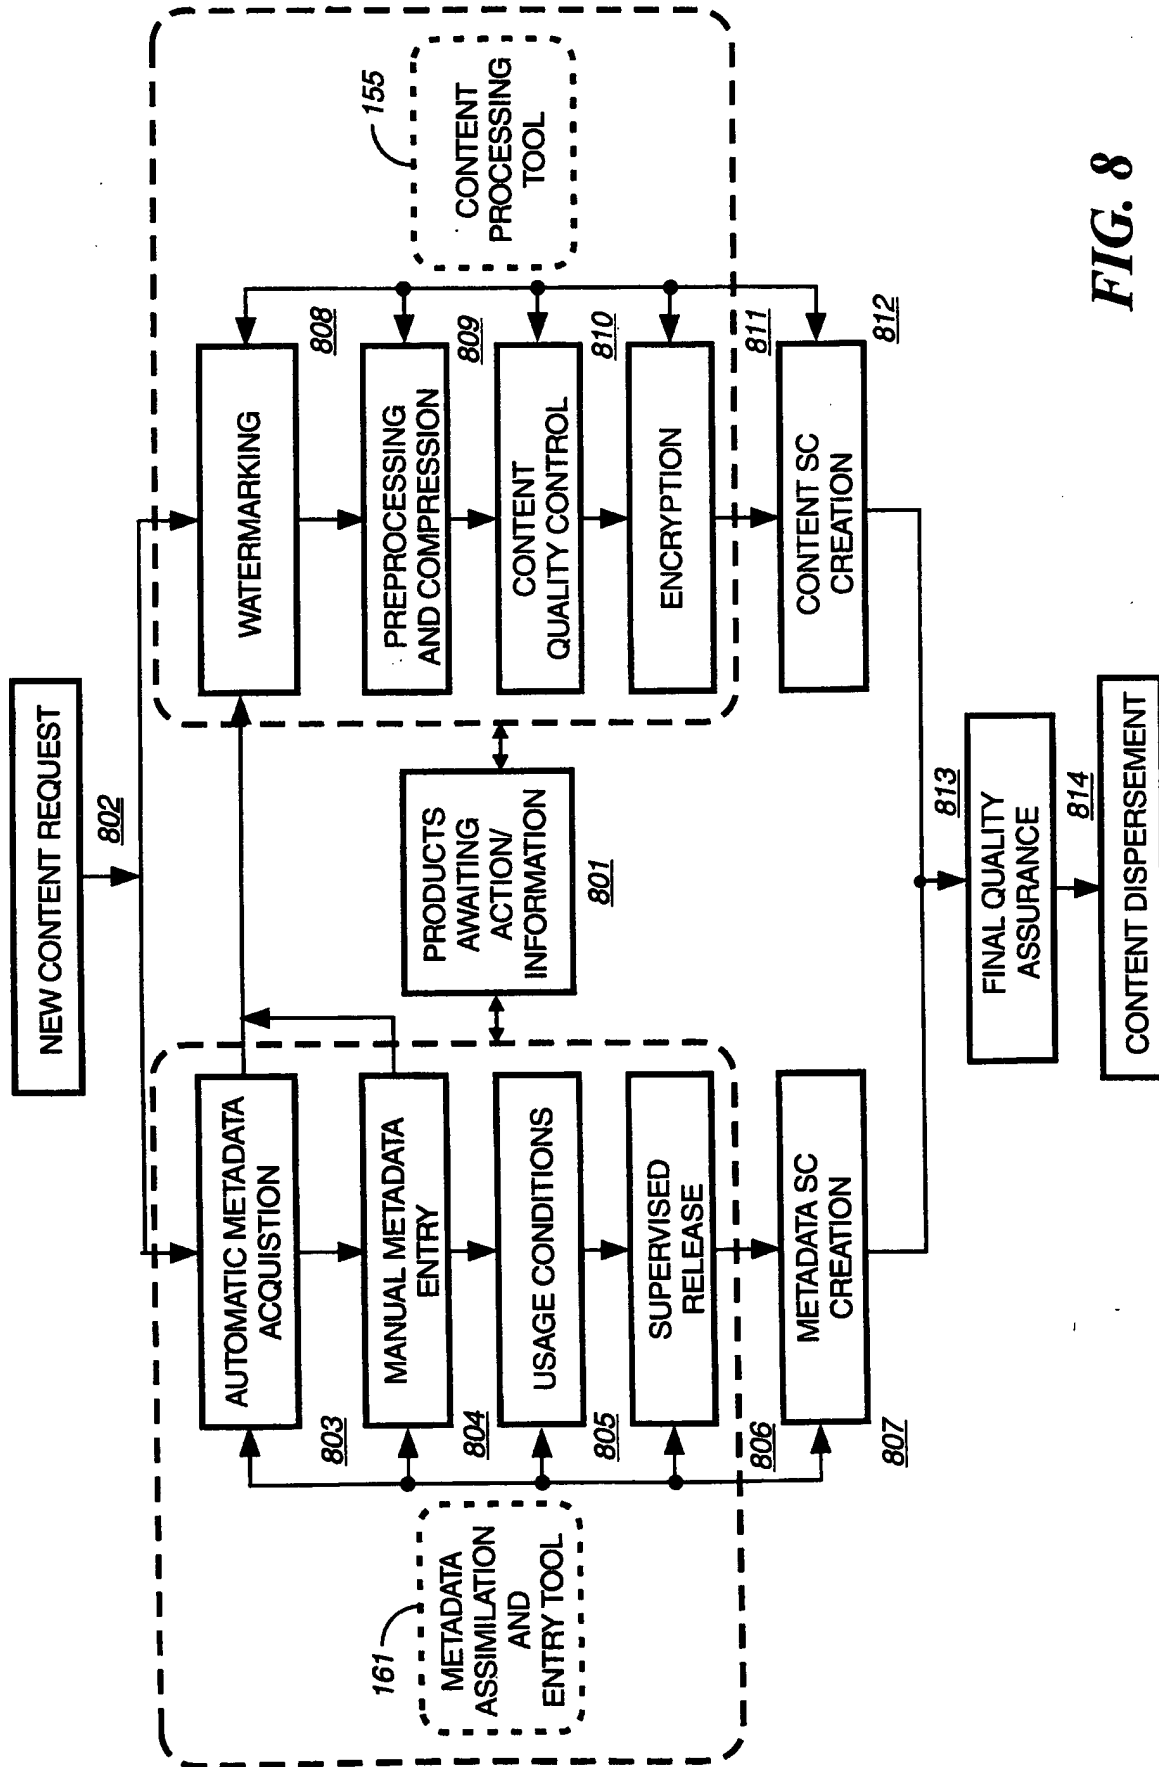 NEW CONTENT REQUEST
802
161
METADATA
ASSIMILATION
AND
ENTRY TOOL
AUTOMATIC METADATA
ACQUISTION
803
MANUAL METADATA
ENTRY
804
USAGE CONDITIONS
805
SUPERVISED
RELEASE
806
METADATA SC
CREATION
807
PRODUCTS
AWAITING
ACTION/
INFORMATION
801
WATERMARKING
808
PREPROCESSING
AND COMPRESSION
809
CONTENT
QUALITY CONTROL
810
ENCRYPTION
811
CONTENT SC
CREATION
812
155
CONTENT
PROCESSING
TOOL
813
FINAL QUALITY
ASSURANCE
814
CONTENT DISPERSEMENT
FIG. 8